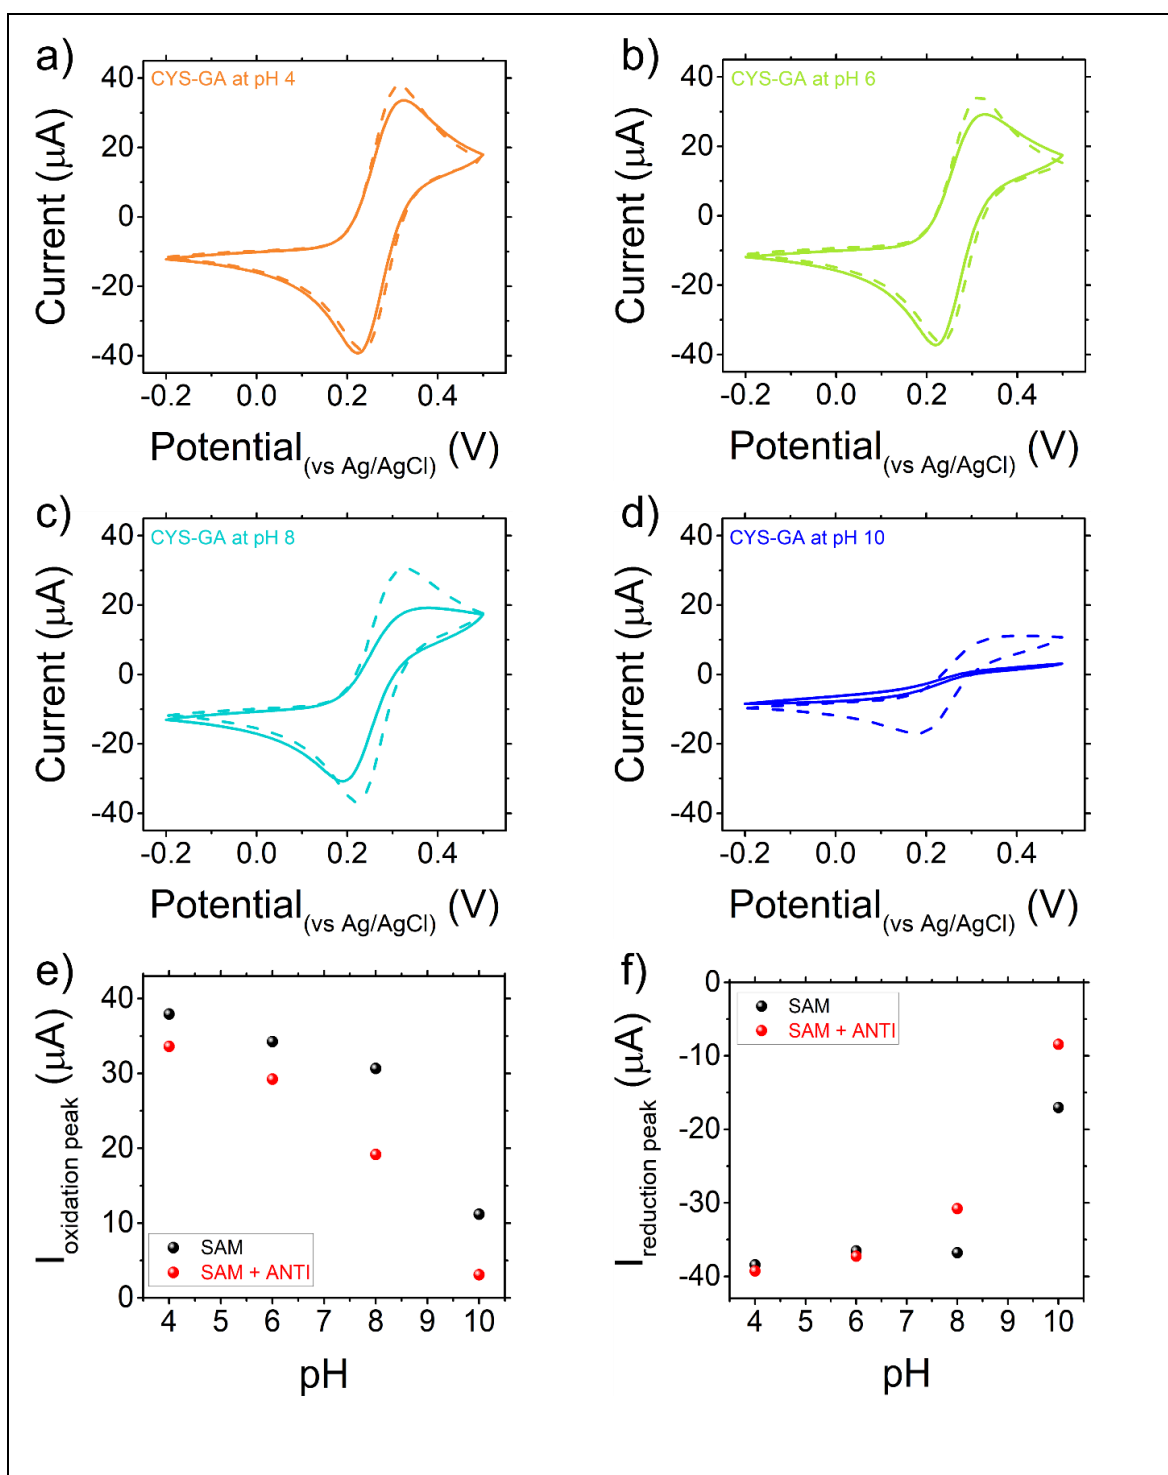 a)
CYS-GA at pH 4
40
20
0
-20
-40
Current (μA)
-0.2 0.0 0.2 0.4
Potential(vs Ag/AgCl) (V)
b)
CYS-GA at pH 6
40
20
0
-20
-40
Current (μA)
-0.2 0.0 0.2 0.4
Potential(vs Ag/AgCl) (V)
c)
CYS-GA at pH 8
40
20
0
-20
-40
Current (μA)
-0.2 0.0 0.2 0.4
Potential(vs Ag/AgCl) (V)
d)
CYS-GA at pH 10
40
20
0
-20
-40
Current (μA)
-0.2 0.0 0.2 0.4
Potential(vs Ag/AgCl) (V)
e)
40
30
20
10
0
Ioxidation peak (μA)
SAM
SAM + ANTI
4 5 6 7 8 9 10
pH
f)
0
-10
-20
-30
-40
Ireduction peak (μA)
SAM
SAM + ANTI
4 5 6 7 8 9 10
pH